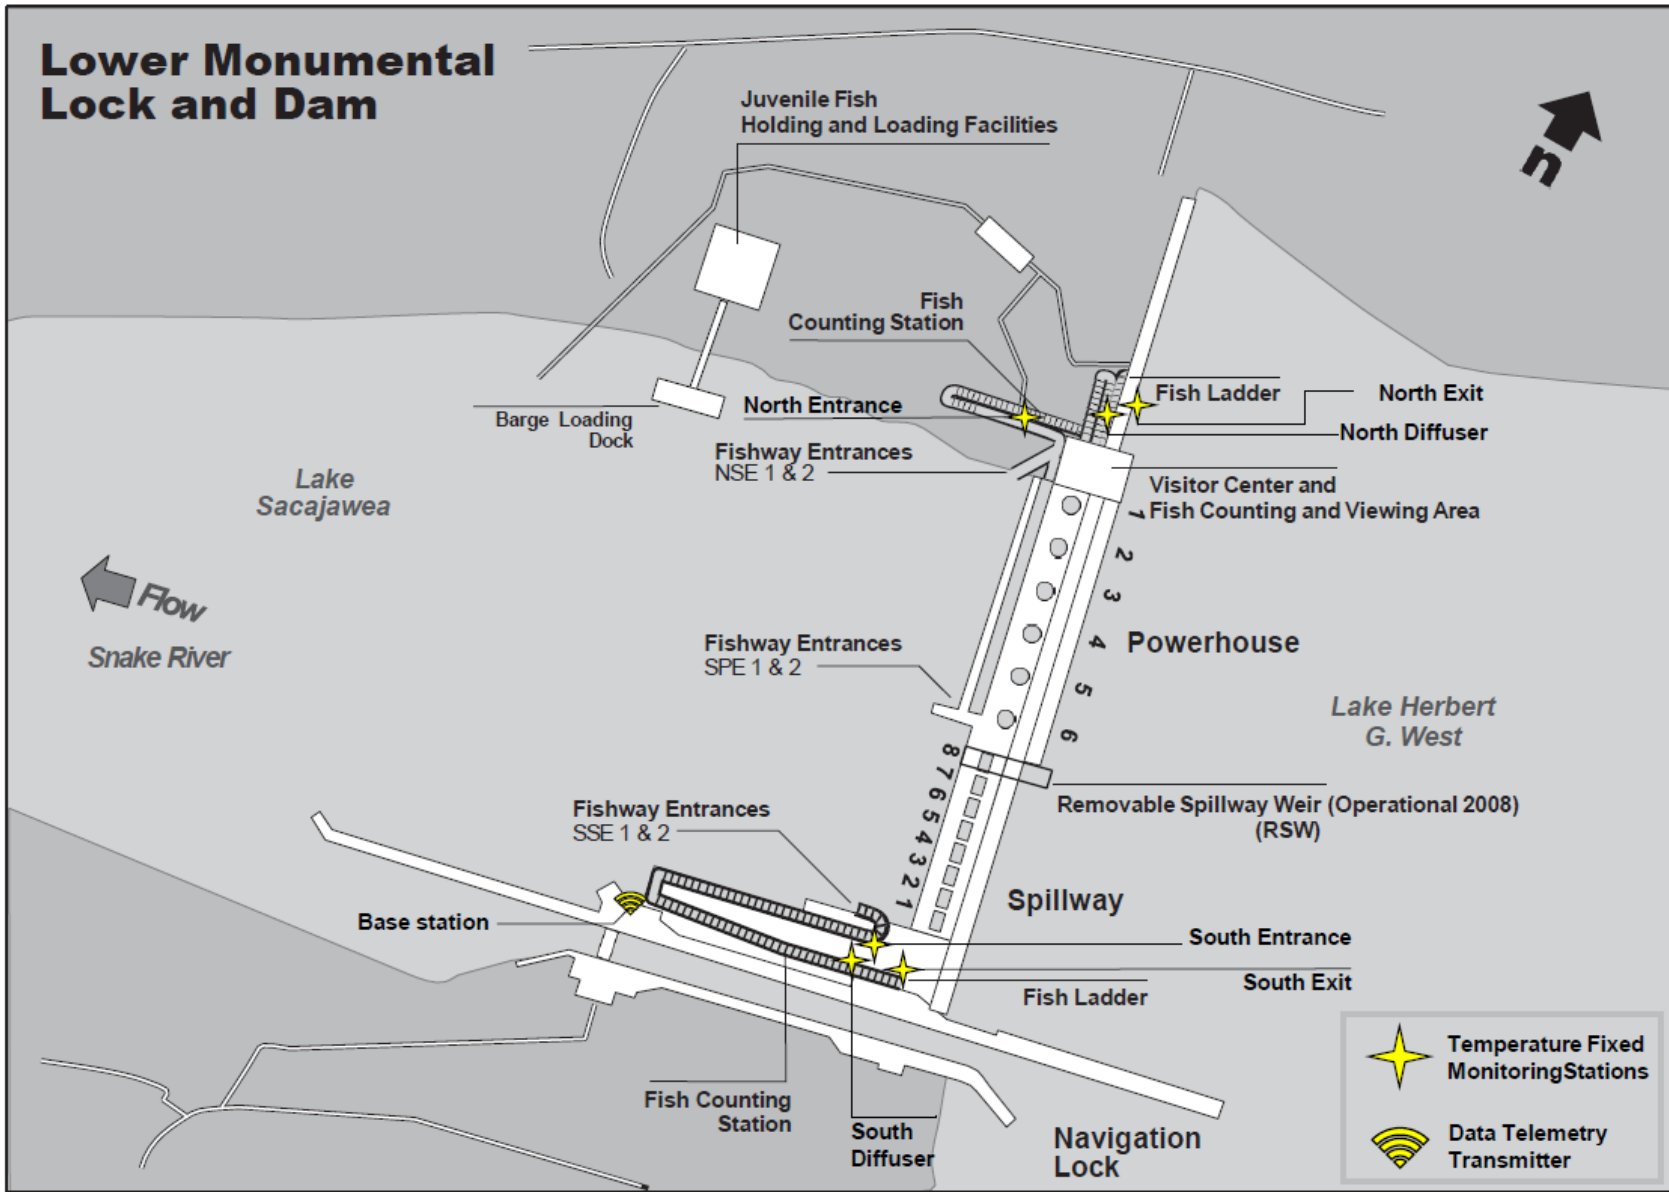 Lower Monumental
Lock and Dam
Juvenile Fish
Holding and Loading Facilities
n
Fish
Counting Station
Fish Ladder
North Exit
North Entrance
North Diffuser
Barge Loading
Dock
Fishway Entrances
NSE 1 & 2
Visitor Center and
Fish Counting and Viewing Area
Lake
Sacajawea
1
2
3
4
5
6
Flow
Snake River
Fishway Entrances
SPE 1 & 2
Powerhouse
Lake Herbert
G. West
8
7
6
5
4
3
2
1
Removable Spillway Weir (Operational 2008)
(RSW)
Fishway Entrances
SSE 1 & 2
Spillway
Base station
South Entrance
South Exit
Fish Ladder
Fish Counting
Station
South
Diffuser
Navigation
Lock
Temperature Fixed
MonitoringStations
Data Telemetry
Transmitter